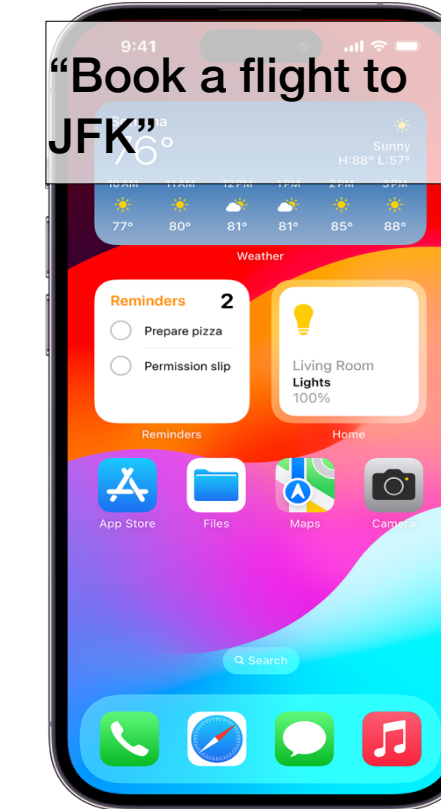 9:41
“Book a flight to
JFK”
76°
Sunny
H:88° L:57°
10 AM 11 AM 12 PM 1 PM 2 PM 3 PM
77° 80° 81° 81° 85° 88°
Weather
Reminders 2
Prepare pizza
Permission slip
Living Room
Lights
100%
Reminders Home
App Store Files Maps Camera
Search